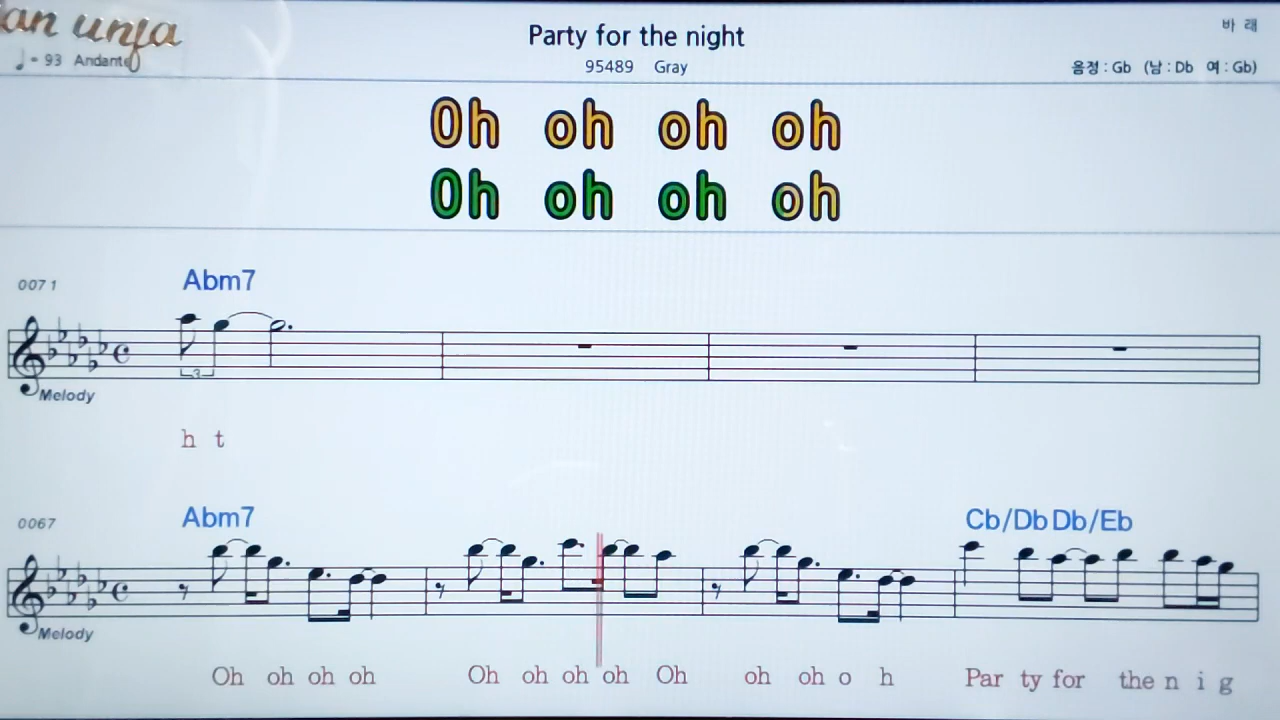 an unja
♩= 93 Andante
Party for the night
95489 Gray
바 래
음정 : Gb (남 : Db 여 : Gb)
Oh oh oh oh
Oh oh oh oh
0071
Abm7
3
Melody
h t
0067
Abm7 Cb/Db Db/Eb
Melody
Oh oh oh oh Oh oh oh oh Oh oh oh o h Par ty for the n i g